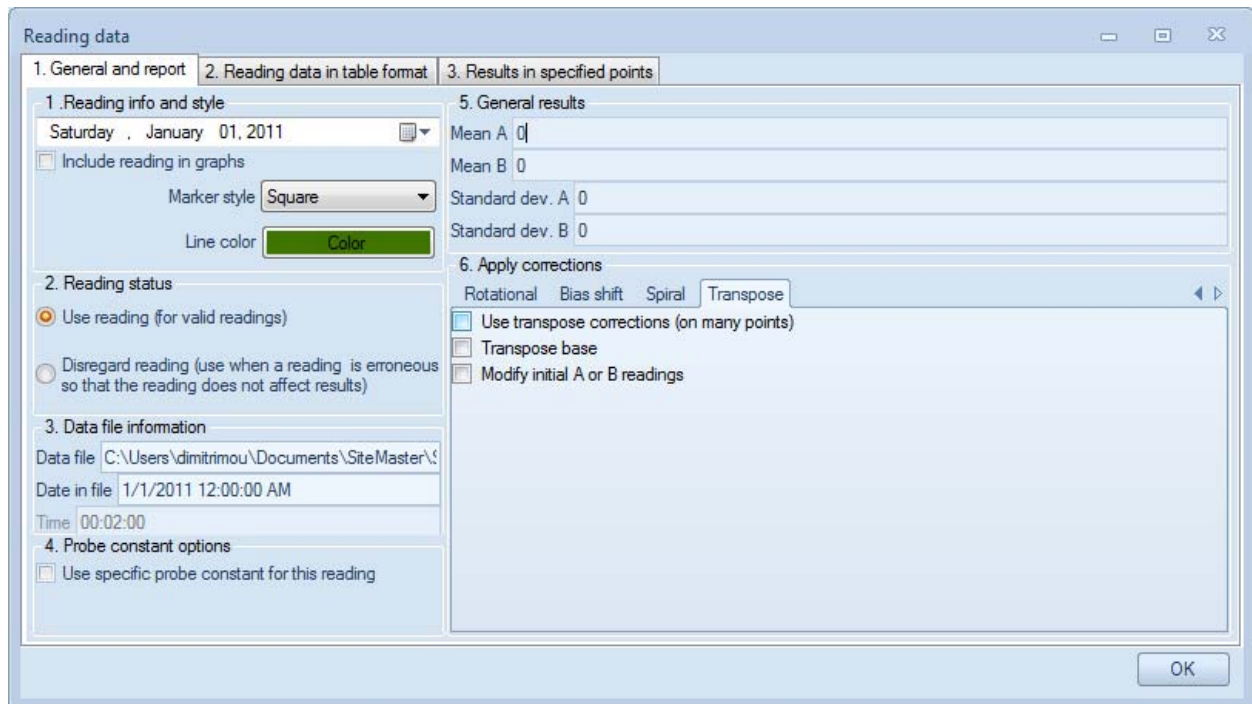 Reading data
1. General and report 2. Reading data in table format 3. Results in specified points
1 .Reading info and style
Saturday , January 01, 2011
Include reading in graphs
Marker style Square
Line color Color
2. Reading status
Use reading (for valid readings)
Disregard reading (use when a reading is erroneous
so that the reading does not affect results)
3. Data file information
Data file C:\Users\dimitrimou\Documents\SiteMaster\
Date in file 1/1/2011 12:00:00 AM
Time 00:02:00
4. Probe constant options
Use specific probe constant for this reading
5. General results
Mean A 0
Mean B 0
Standard dev. A 0
Standard dev. B 0
6. Apply corrections
Rotational Bias shift Spiral Transpose
Use transpose corrections (on many points)
Transpose base
Modify initial A or B readings
OK